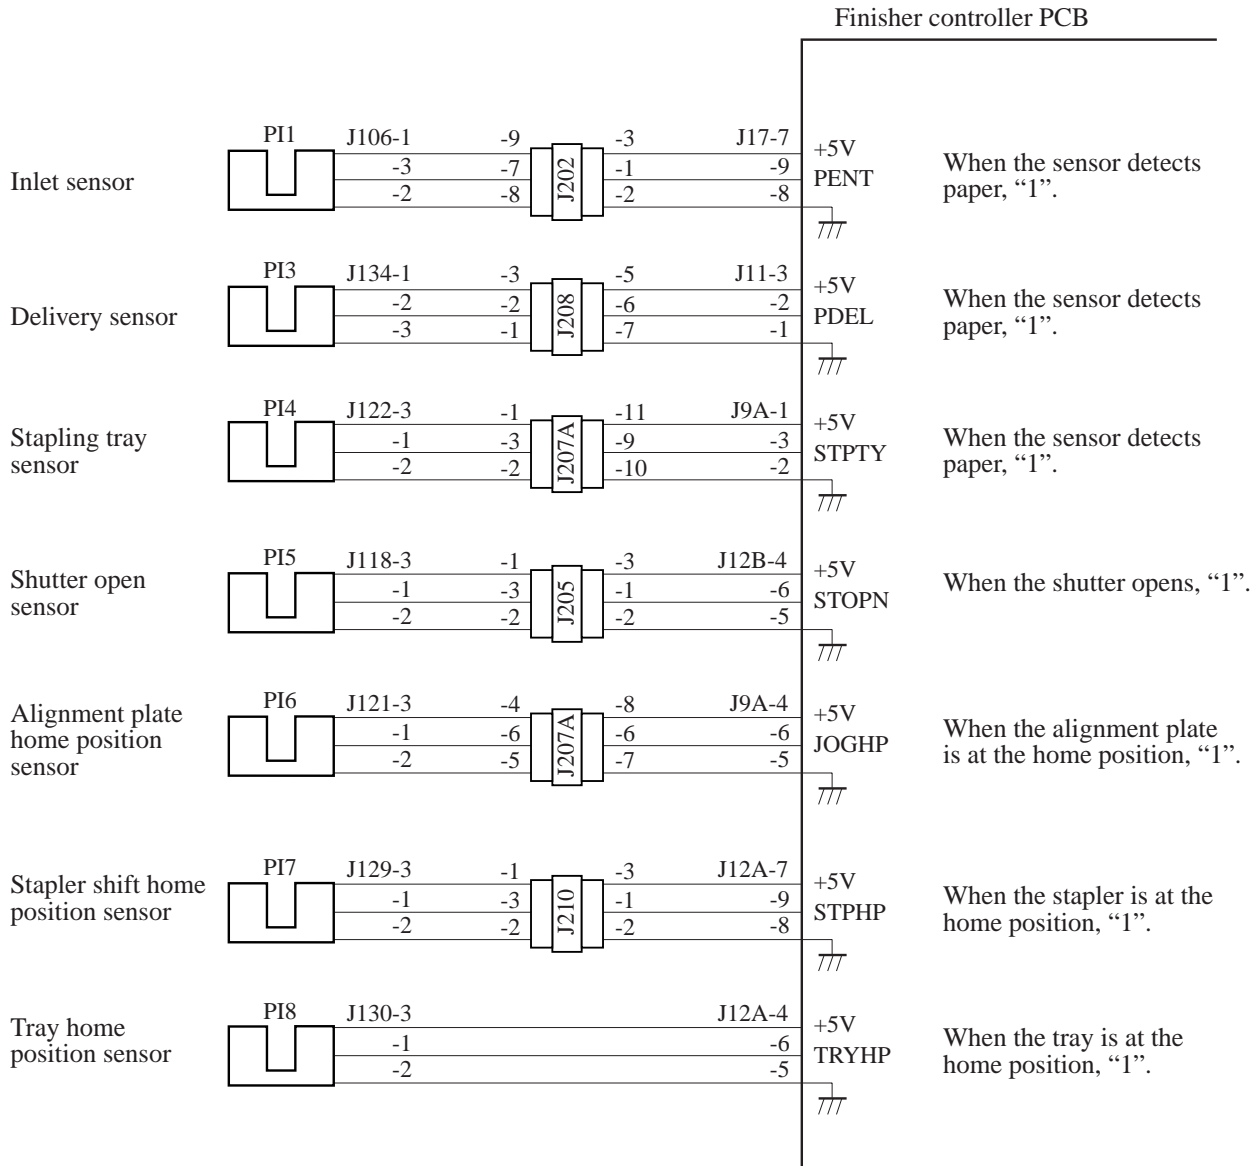 Finisher controller PCB
Inlet sensor
PI1
J106-1 -9 -3 J17-7 +5V
-3 -7 J202 -1 -9 PENT
-2 -8 -2 -8
When the sensor detects
paper, “1”.
Delivery sensor
PI3
J134-1 -3 -5 J11-3 +5V
-2 -2 J208 -6 -2 PDEL
-3 -1 -7 -1
When the sensor detects
paper, “1”.
Stapling tray
sensor
PI4
J122-3 -1 -11 J9A-1 +5V
-1 -3 J207A -9 -3 STPTY
-2 -2 -10 -2
When the sensor detects
paper, “1”.
Shutter open
sensor
PI5
J118-3 -1 -3 J12B-4 +5V
-1 -3 J205 -1 -6 STOPN
-2 -2 -2 -5
When the shutter opens, “1”.
Alignment plate
home position
sensor
PI6
J121-3 -4 -8 J9A-4 +5V
-1 -6 J207A -6 -6 JOGHP
-2 -5 -7 -5
When the alignment plate
is at the home position, “1”.
Stapler shift home
position sensor
PI7
J129-3 -1 -3 J12A-7 +5V
-1 -3 J210 -1 -9 STPHP
-2 -2 -2 -8
When the stapler is at the
home position, “1”.
Tray home
position sensor
PI8
J130-3 J12A-4 +5V
-1 -6 TRYHP
-2 -5
When the tray is at the
home position, “1”.